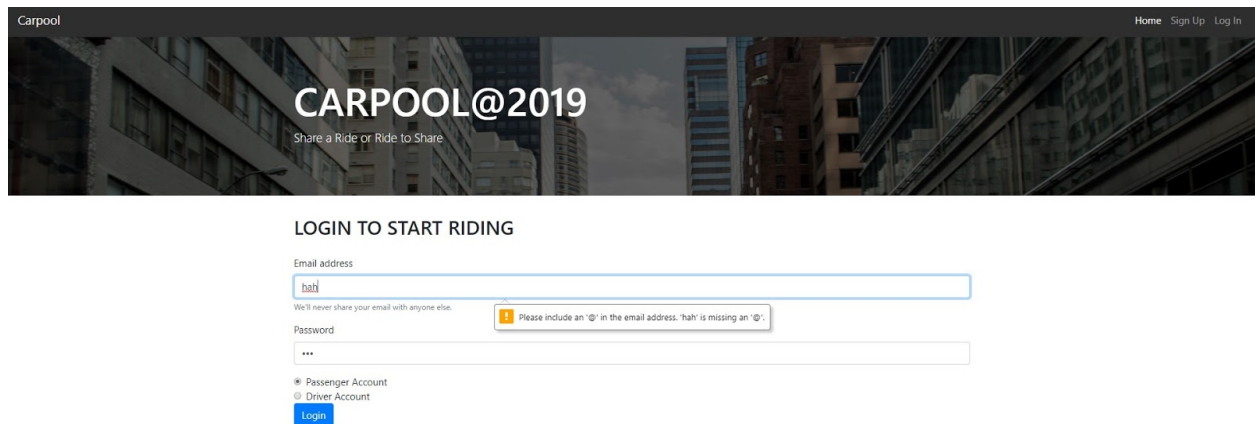 Carpool
Home Sign Up Log In
CARPOOL@2019
Share a Ride or Ride to Share
LOGIN TO START RIDING
Email address
hah
We'll never share your email with anyone else.
! Please include an '@' in the email address. 'hah' is missing an '@'.
Password
•••
Passenger Account
Driver Account
Login